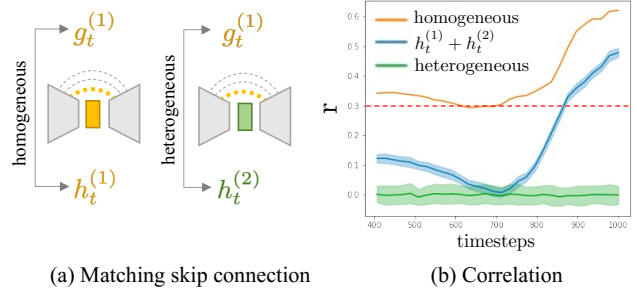 homogeneous
g_t^{(1)}
h_t^{(1)}
heterogeneous
g_t^{(1)}
h_t^{(2)}
(a) Matching skip connection
homogeneous
h_t^{(1)} + h_t^{(2)}
heterogeneous
r
0.6
0.5
0.4
0.3
0.2
0.1
0.0
400 500 600 700 800 900 1000
timesteps
(b) Correlation